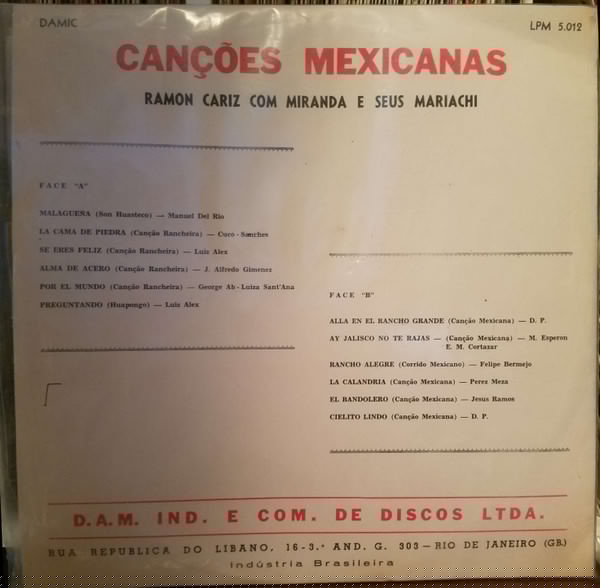 DAMIC
LPM 5.012
CANÇÕES MEXICANAS
RAMON CARIZ COM MIRANDA E SEUS MARIACHI
FACE "A"
MALAGUENA (Son Huasteco) — Manuel Del Rio
LA CAMA DE PIEDRA (Canção Rancheira) — Cuco - Sanches
SE ERES FELIZ (Canção Rancheira) — Luiz Alex
ALMA DE ACERO (Canção Rancheira) — J. Alfredo Gimenez
POR EL MUNDO (Canção Rancheira) — George Ab - Luiza Sant'Ana
PREGUNTANDO (Huapongo) — Luiz Alex
FACE "B"
ALLA EN EL RANCHO GRANDE (Canção Mexicana) — D. P.
AY JALISCO NO TE RAJAS — (Canção Mexicana) — M. Esperon
E. M. Cortazar
RANCHO ALEGRE (Corrido Mexicano) — Felipe Bermejo
LA CALANDRIA (Canção Mexicana) — Perez Meza
EL BANDOLERO (Canção Mexicana) — Jesus Ramos
CIELITO LINDO (Canção Mexicana) — D. P.
D.A.M. IND. E COM. DE DISCOS LTDA.
RUA REPUBLICA DO LIBANO, 16-3.º AND. G. 303 — RIO DE JANEIRO (GB.)
Indústria Brasileira